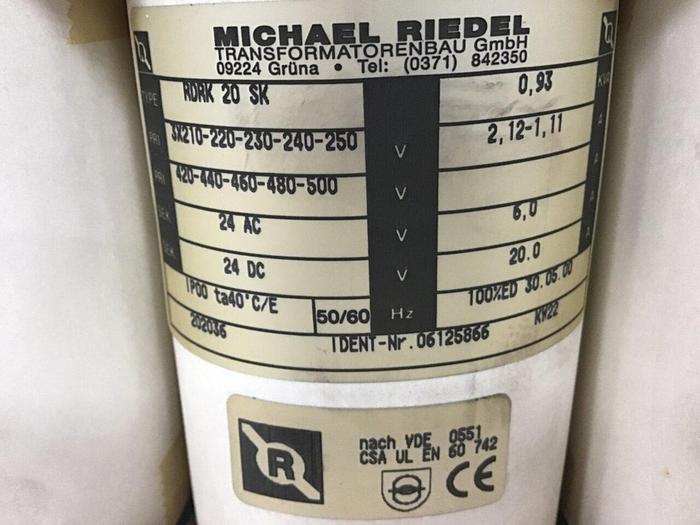 MICHAEL RIEDEL
TRANSFORMATORENBAU GmbH
09224 Grüna • Tel: (0371) 842350
TYPE RDRK 20 SK 0,93 kVA
PRI 3X210-220-230-240-250 V 2,12-1,11 A
PRI 420-440-460-480-500 V A
SEK 24 AC V 6,0 A
SEK 24 DC V 20.0 A
IP00 ta40°C/E 50/60 Hz 100%ED 30.05.00
202036 IDENT-Nr.06125866 KW22
R
nach VDE 0551
CSA UL EN 60 742
CE